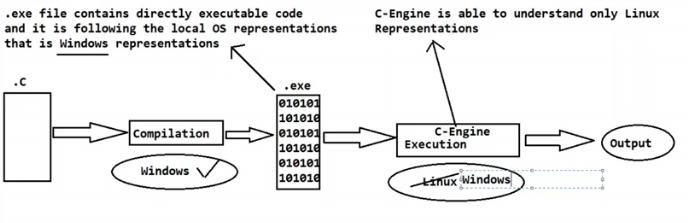 .exe file contains directly executable code
and it is following the local OS representations
that is Windows representations
C-Engine is able to understand only Linux
Representations
.C
.exe
010101
101010
010101
101010
010101
101010
Compilation
Windows
C-Engine
Execution
Linux Windows
Output